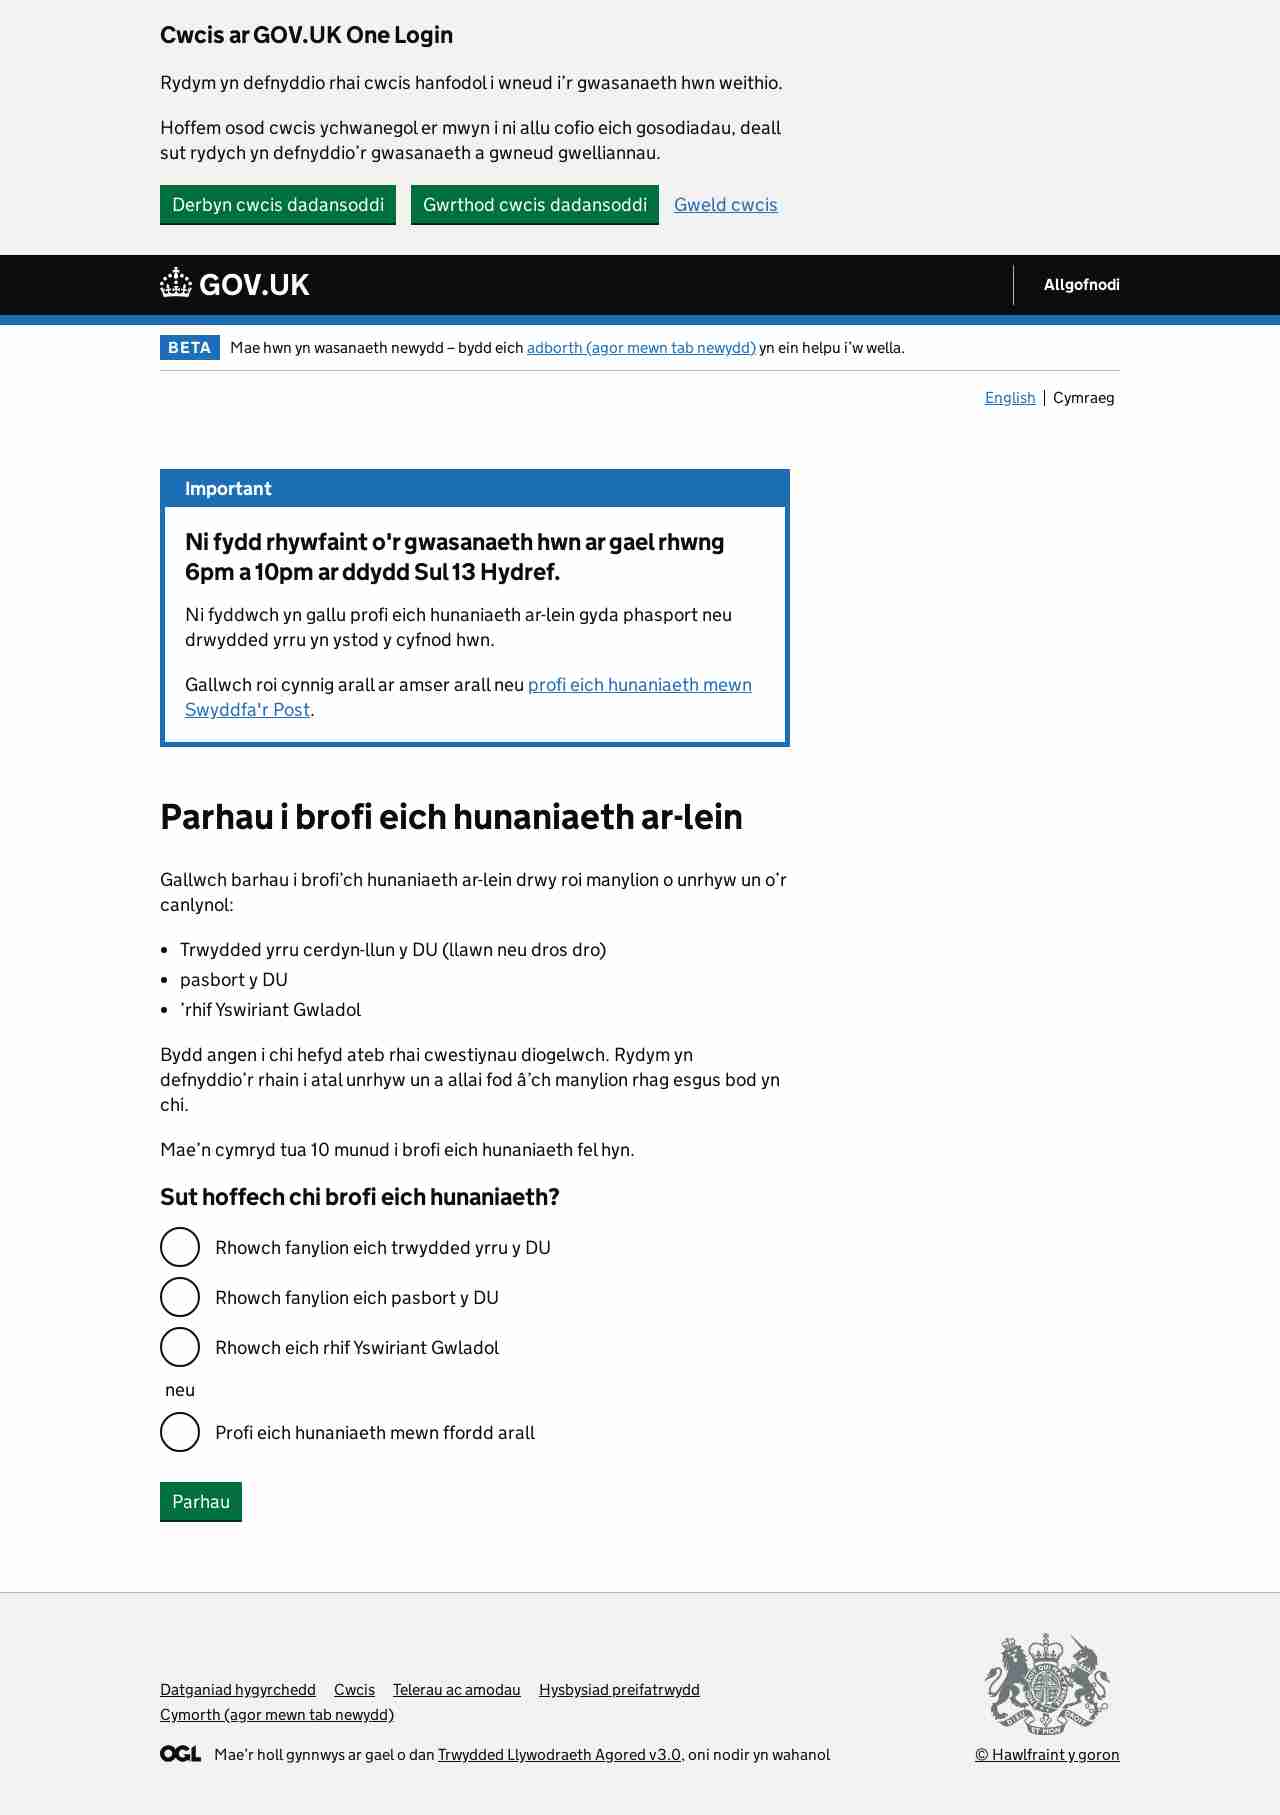 Cwcis ar GOV.UK One Login
Rydym yn defnyddio rhai cwcis hanfodol i wneud i’r gwasanaeth hwn weithio.
Hoffem osod cwcis ychwanegol er mwyn i ni allu cofio eich gosodiadau, deall
sut rydych yn defnyddio’r gwasanaeth a gwneud gwelliannau.
Derbyn cwcis dadansoddi Gwrthod cwcis dadansoddi Gweld cwcis
GOV.UK Allgofnodi
BETA Mae hwn yn wasanaeth newydd – bydd eich adborth (agor mewn tab newydd) yn ein helpu i’w wella.
English Cymraeg
Important
Ni fydd rhywfaint o'r gwasanaeth hwn ar gael rhwng
6pm a 10pm ar ddydd Sul 13 Hydref.
Ni fyddwch yn gallu profi eich hunaniaeth ar-lein gyda phasport neu
drwydded yrru yn ystod y cyfnod hwn.
Gallwch roi cynnig arall ar amser arall neu profi eich hunaniaeth mewn
Swyddfa'r Post.
Parhau i brofi eich hunaniaeth ar-lein
Gallwch barhau i brofi’ch hunaniaeth ar-lein drwy roi manylion o unrhyw un o’r
canlynol:
• Trwydded yrru cerdyn-llun y DU (llawn neu dros dro)
• pasbort y DU
• ’rhif Yswiriant Gwladol
Bydd angen i chi hefyd ateb rhai cwestiynau diogelwch. Rydym yn
defnyddio’r rhain i atal unrhyw un a allai fod â’ch manylion rhag esgus bod yn
chi.
Mae’n cymryd tua 10 munud i brofi eich hunaniaeth fel hyn.
Sut hoffech chi brofi eich hunaniaeth?
Rhowch fanylion eich trwydded yrru y DU
Rhowch fanylion eich pasbort y DU
Rhowch eich rhif Yswiriant Gwladol
neu
Profi eich hunaniaeth mewn ffordd arall
Parhau
Datganiad hygyrchedd Cwcis Telerau ac amodau Hysbysiad preifatrwydd
Cymorth (agor mewn tab newydd)
OGL Mae’r holl gynnwys ar gael o dan Trwydded Llywodraeth Agored v3.0, oni nodir yn wahanol
© Hawlfraint y goron